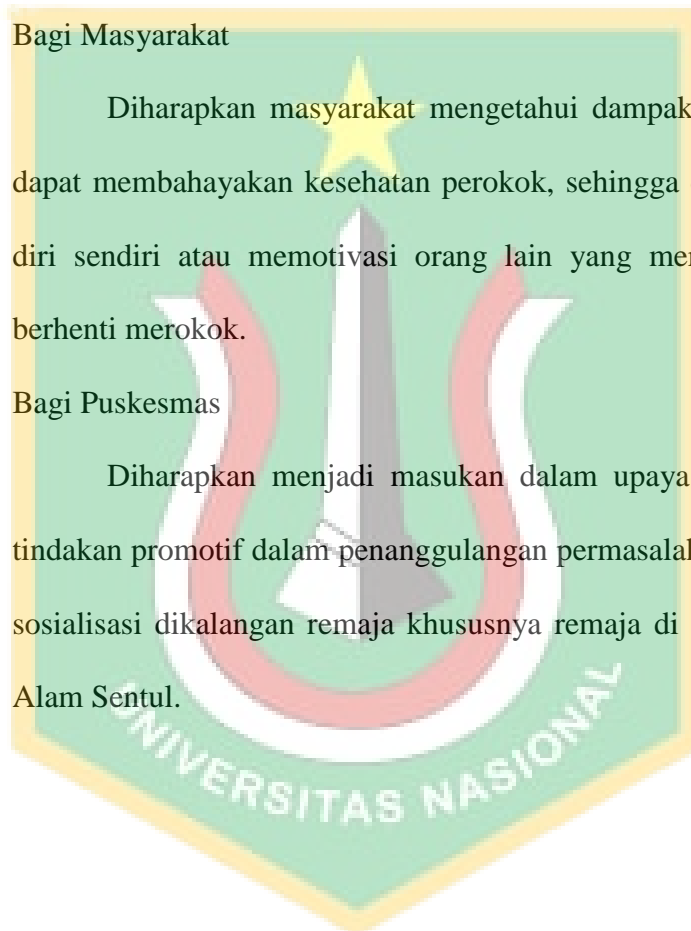 Bagi Masyarakat
Diharapkan masyarakat mengetahui dampak
dapat membahayakan kesehatan perokok, sehingga
diri sendiri atau memotivasi orang lain yang
berhenti merokok.
Bagi Puskesmas
Diharapkan menjadi masukan dalam upaya
tindakan promotif dalam penanggulangan
sosialisasi dikalangan remaja khususnya remaja di
Alam Sentul.
UNIVERSITAS NASIONAL